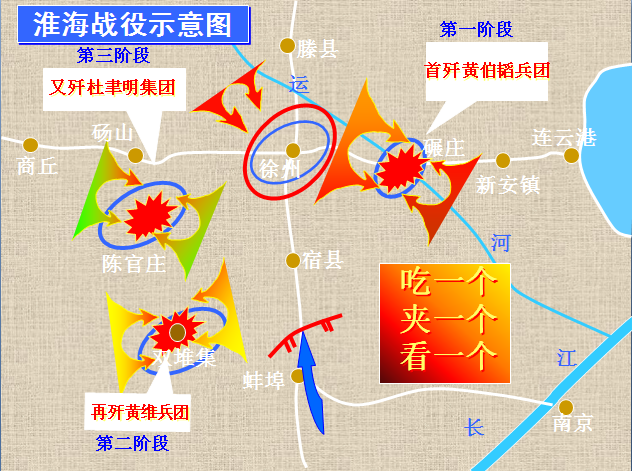 淮海战役示意图
第三阶段
又歼杜聿明集团
第一阶段
首歼黄伯韬兵团
滕县
运
砀山
商丘
徐州
碾庄
连云港
新安镇
河
陈官庄
宿县
吃一个
夹一个
看一个
双堆集
蚌埠
江
再歼黄维兵团
第二阶段
长
南京